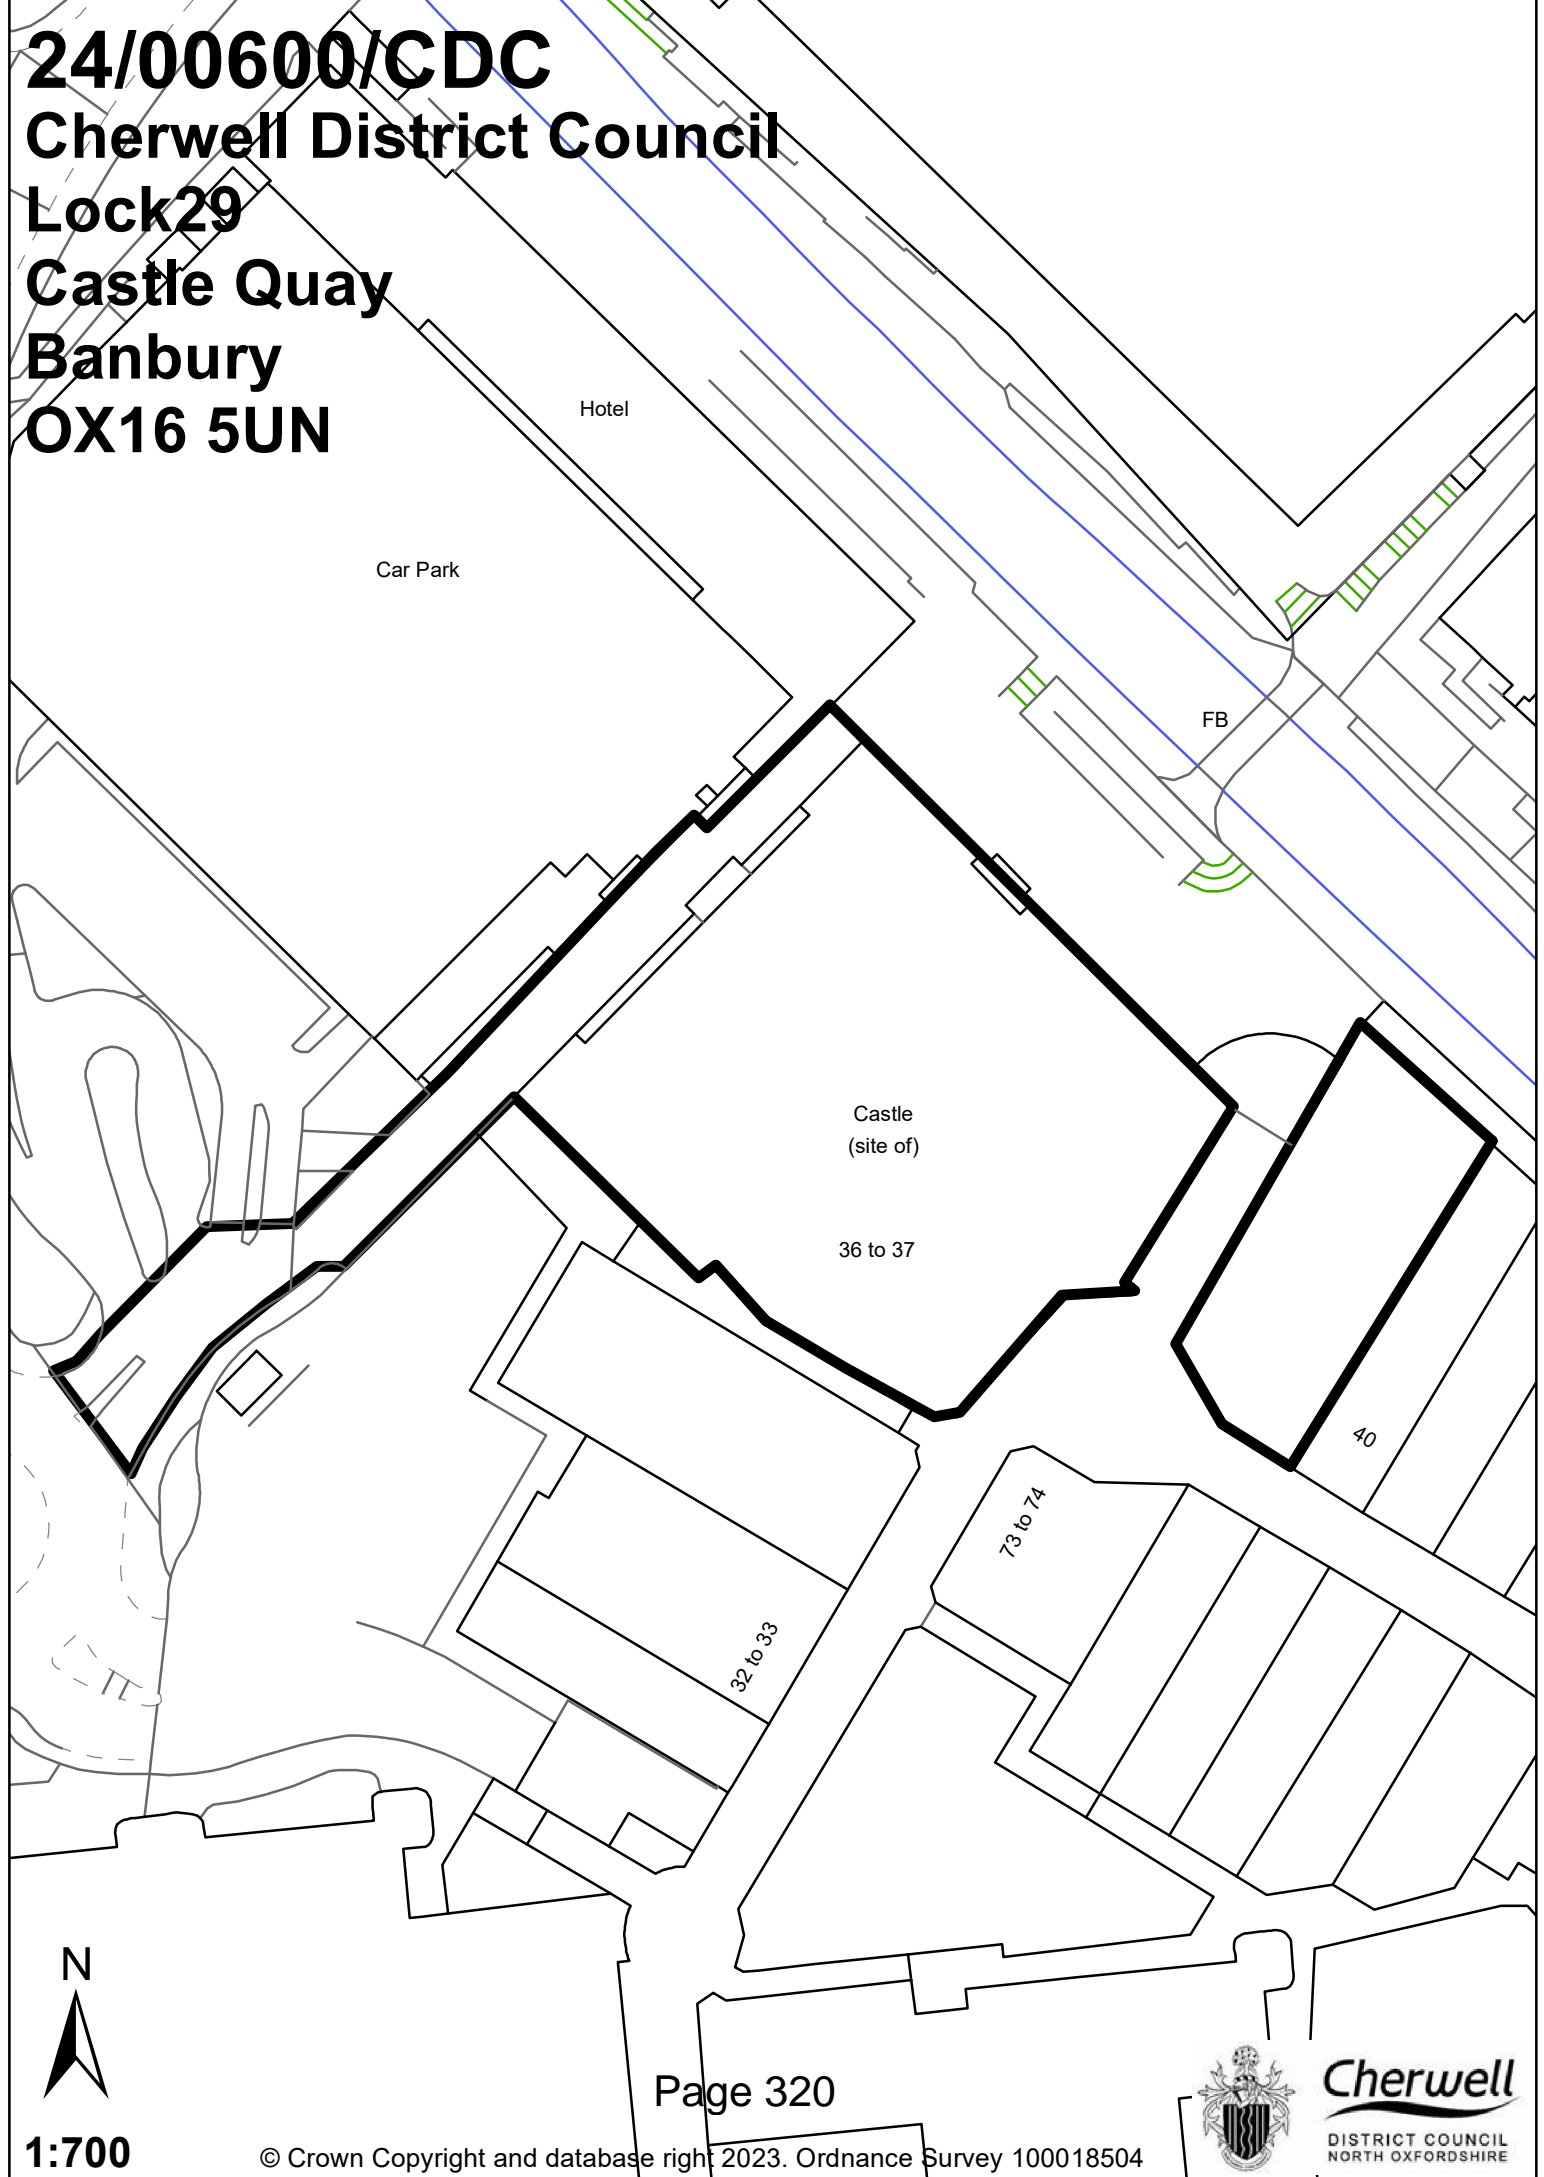 24/00600/CDC
Cherwell District Council
Lock29
Castle Quay
Banbury
OX16 5UN
Hotel
Car Park
FB
Castle
(site of)
36 to 37
40
73 to 74
32 to 33
N
Page 320
1:700
© Crown Copyright and database right 2023. Ordnance Survey 100018504
Cherwell
DISTRICT COUNCIL
NORTH OXFORDSHIRE